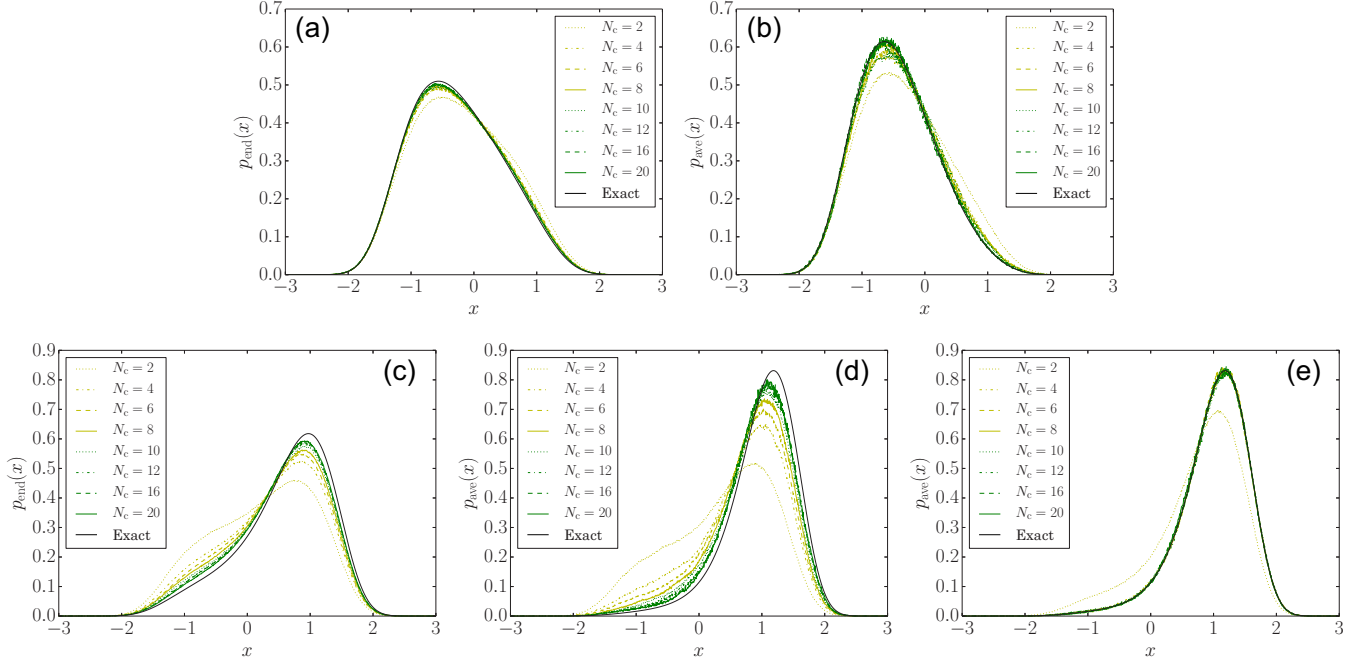 (a)
0.7
0.6
0.5
0.4
0.3
0.2
0.1
0.0
p_end(x)
−3 −2 −1 0 1 2 3
x
N_c = 2
N_c = 4
N_c = 6
N_c = 8
N_c = 10
N_c = 12
N_c = 16
N_c = 20
Exact
(b)
0.7
0.6
0.5
0.4
0.3
0.2
0.1
0.0
p_ave(x)
−3 −2 −1 0 1 2 3
x
N_c = 2
N_c = 4
N_c = 6
N_c = 8
N_c = 10
N_c = 12
N_c = 16
N_c = 20
Exact
(c)
0.9
0.8
0.7
0.6
0.5
0.4
0.3
0.2
0.1
0.0
p_end(x)
−3 −2 −1 0 1 2 3
x
N_c = 2
N_c = 4
N_c = 6
N_c = 8
N_c = 10
N_c = 12
N_c = 16
N_c = 20
Exact
(d)
0.9
0.8
0.7
0.6
0.5
0.4
0.3
0.2
0.1
0.0
p_ave(x)
−3 −2 −1 0 1 2 3
x
N_c = 2
N_c = 4
N_c = 6
N_c = 8
N_c = 10
N_c = 12
N_c = 16
N_c = 20
Exact
(e)
0.9
0.8
0.7
0.6
0.5
0.4
0.3
0.2
0.1
0.0
p_ave(x)
−3 −2 −1 0 1 2 3
x
N_c = 2
N_c = 4
N_c = 6
N_c = 8
N_c = 10
N_c = 12
N_c = 16
N_c = 20
Exact